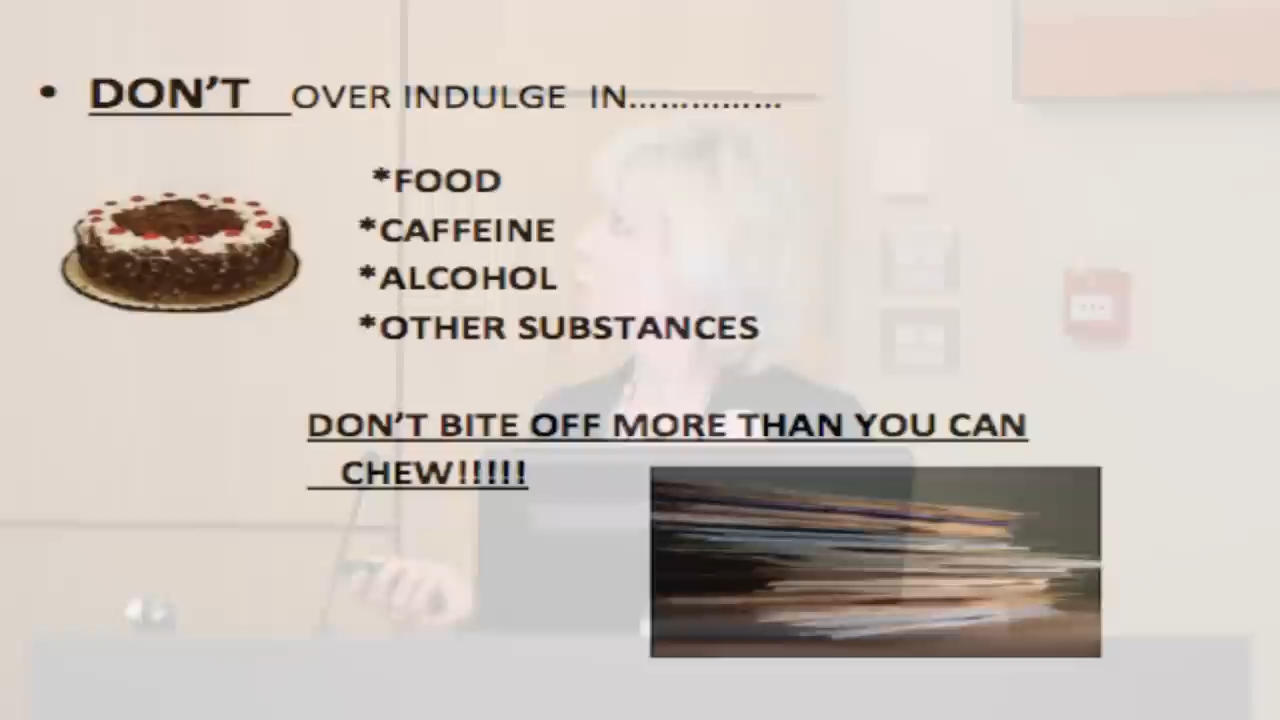 • DON'T OVER INDULGE IN……………
*FOOD
*CAFFEINE
*ALCOHOL
*OTHER SUBSTANCES
DON'T BITE OFF MORE THAN YOU CAN
CHEW!!!!!